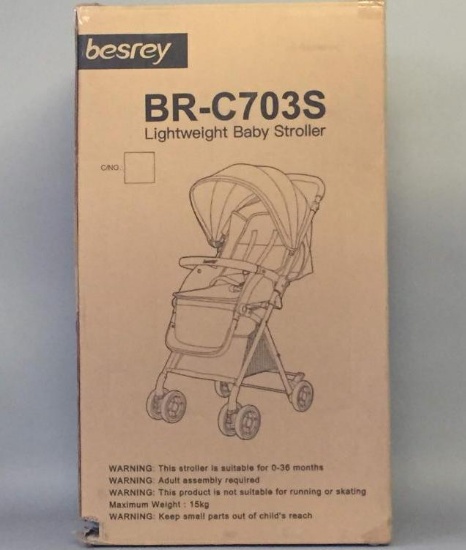 besrey
BR-C703S
Lightweight Baby Stroller
C/NO.:
besrey
WARNING: This stroller is suitable for 0-36 months
WARNING: Adult assembly required
WARNING: This product is not suitable for running or skating
Maximum Weight : 15kg
WARNING: Keep small parts out of child's reach